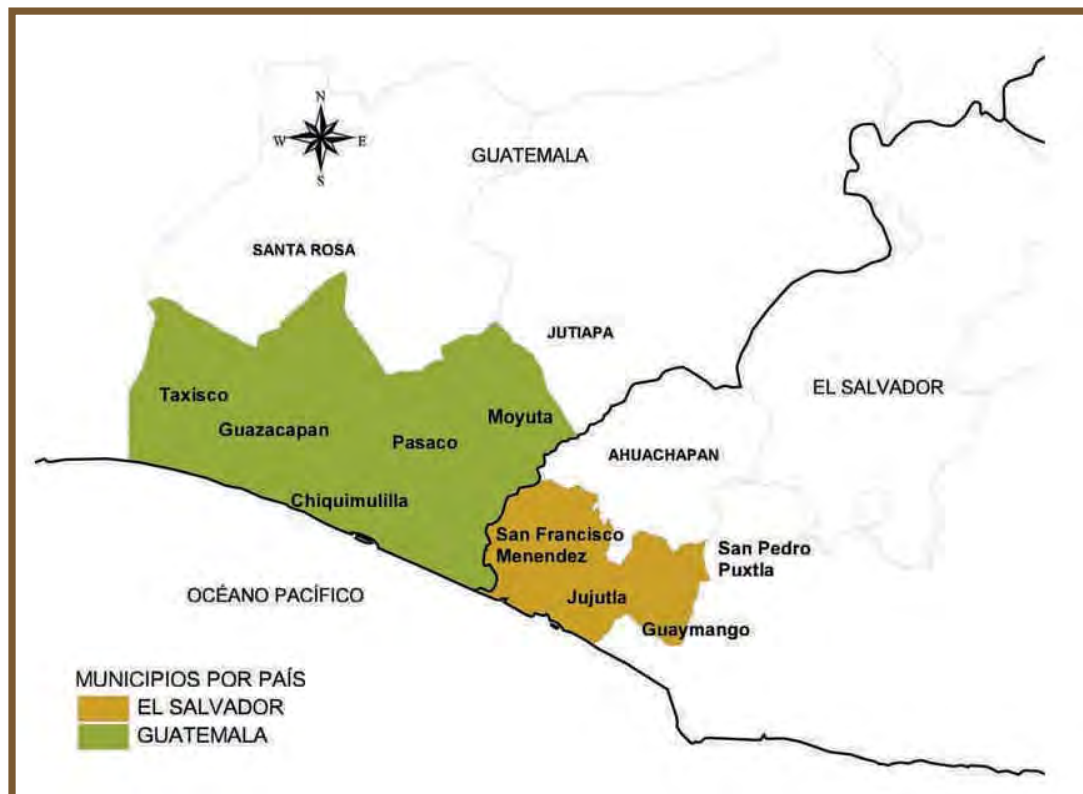 N
W E
S
GUATEMALA
SANTA ROSA
JUTIAPA
EL SALVADOR
Taxisco
Guazacapan
Moyuta
Pasaco
AHUACHAPAN
Chiquimulilla
San Francisco
Menendez
San Pedro
Puxtla
OCÉANO PACÍFICO
Jujutla
Guaymango
MUNICIPIOS POR PAÍS
EL SALVADOR
GUATEMALA